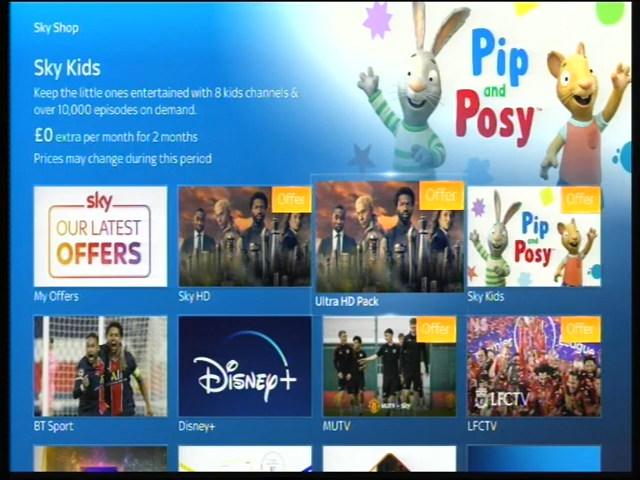 Sky Shop
Sky Kids
Keep the little ones entertained with 8 kids channels &
over 10,000 episodes on demand.
£0 extra per month for 2 months
Prices may change during this period
Pip
and
Posy™
sky
OUR LATEST
OFFERS
My Offers
Offer
Sky HD
Offer
Ultra HD Pack
Offer
Pip
and
Posy
Sky Kids
BT Sport
Disney+
Disney+
Offer
MUTV
Offer
LFCTV
LFCTV